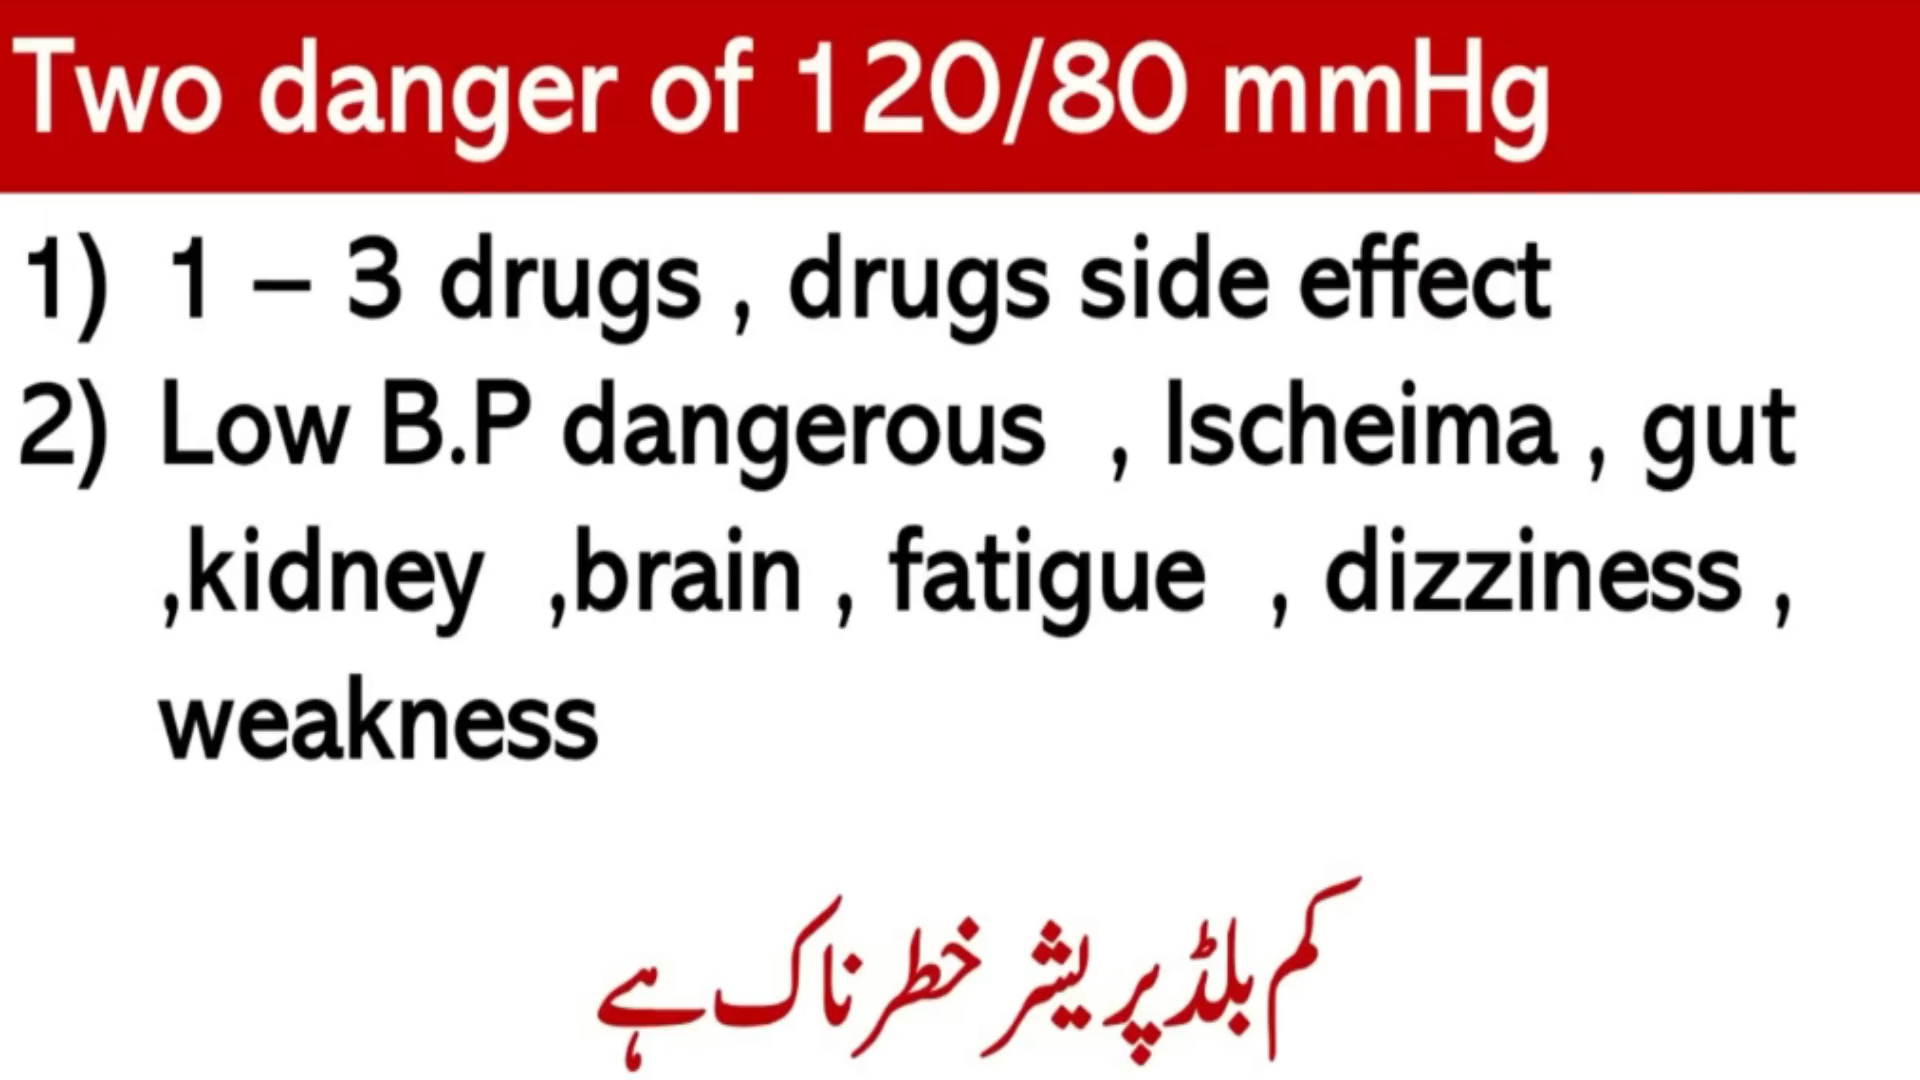 Two danger of 120/80 mmHg
1) 1 – 3 drugs , drugs side effect
2) Low B.P dangerous , Ischeima , gut
,kidney ,brain , fatigue , dizziness ,
weakness
کم بلڈ پریشر خطرناک ہے